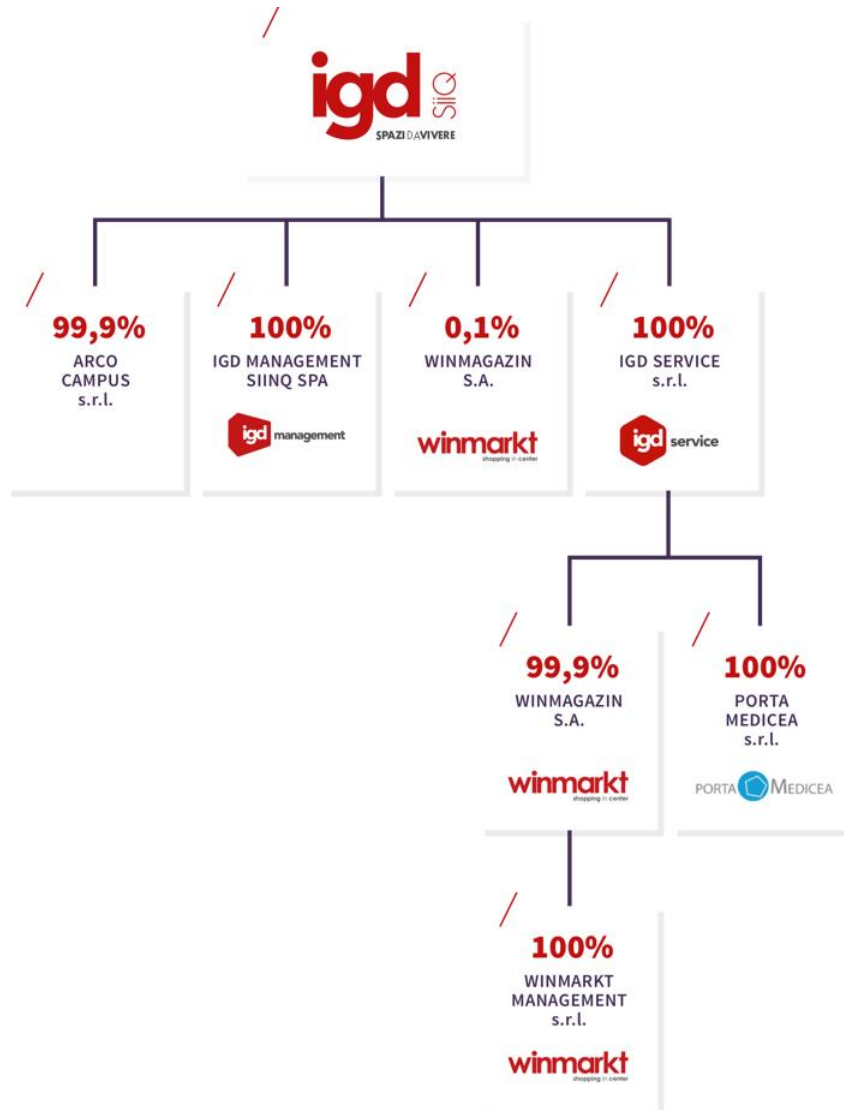 igd SiiQ
SPAZI DA VIVERE
99,9%
ARCO
CAMPUS
s.r.l.
100%
IGD MANAGEMENT
SIINQ SPA
igd management
0,1%
WINMAGAZIN
S.A.
winmarkt
shopping in center
100%
IGD SERVICE
s.r.l.
igd service
99,9%
WINMAGAZIN
S.A.
winmarkt
shopping in center
100%
PORTA
MEDICEA
s.r.l.
PORTA MEDICEA
100%
WINMARKT
MANAGEMENT
s.r.l.
winmarkt
shopping in center